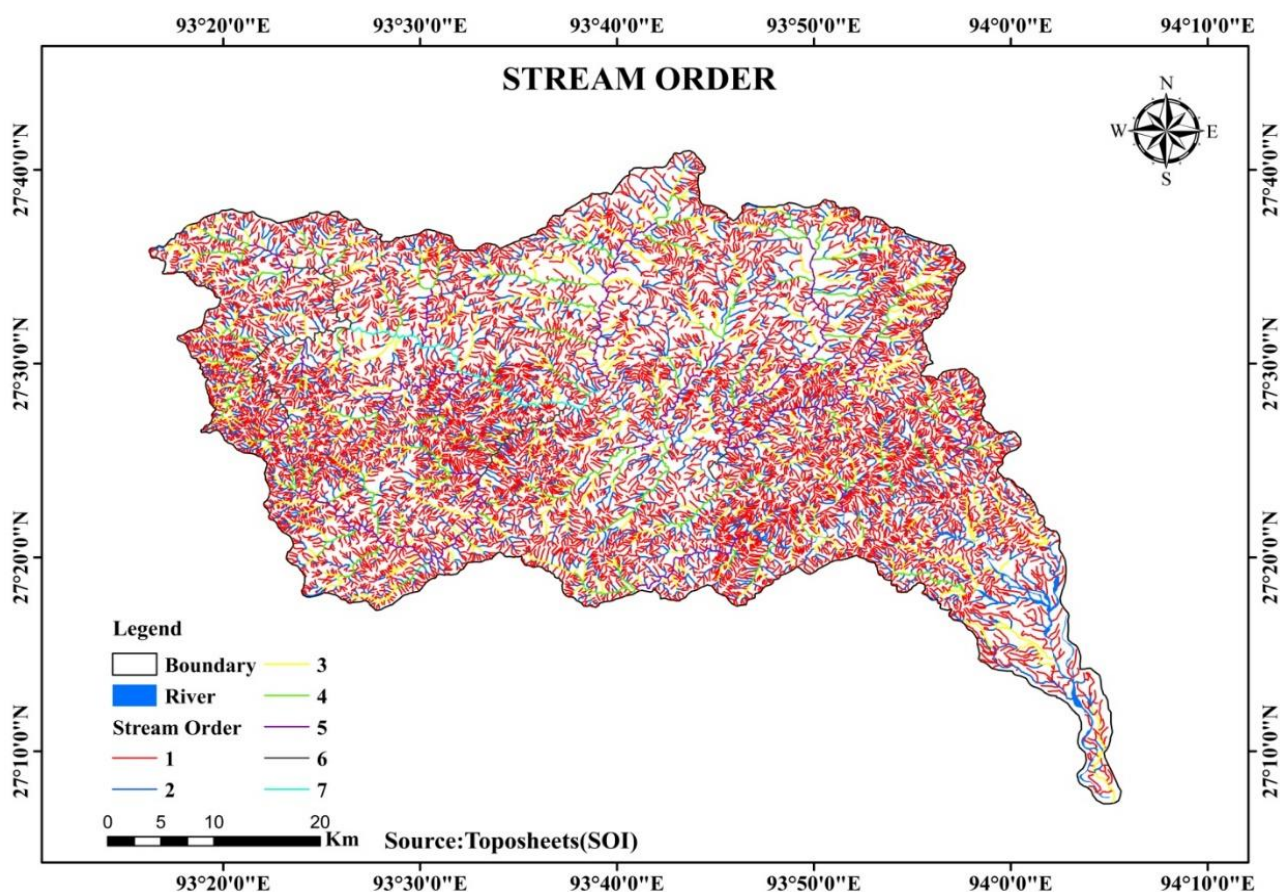 93°20'0"E 93°30'0"E 93°40'0"E 93°50'0"E 94°0'0"E 94°10'0"E
STREAM ORDER
N
W E
S
27°40'0"N 27°40'0"N
27°30'0"N 27°30'0"N
27°20'0"N 27°20'0"N
27°10'0"N 27°10'0"N
Legend
Boundary 3
River 4
Stream Order 5
1 6
2 7
0 5 10 20
Km Source:Toposheets(SOI)
93°20'0"E 93°30'0"E 93°40'0"E 93°50'0"E 94°0'0"E 94°10'0"E